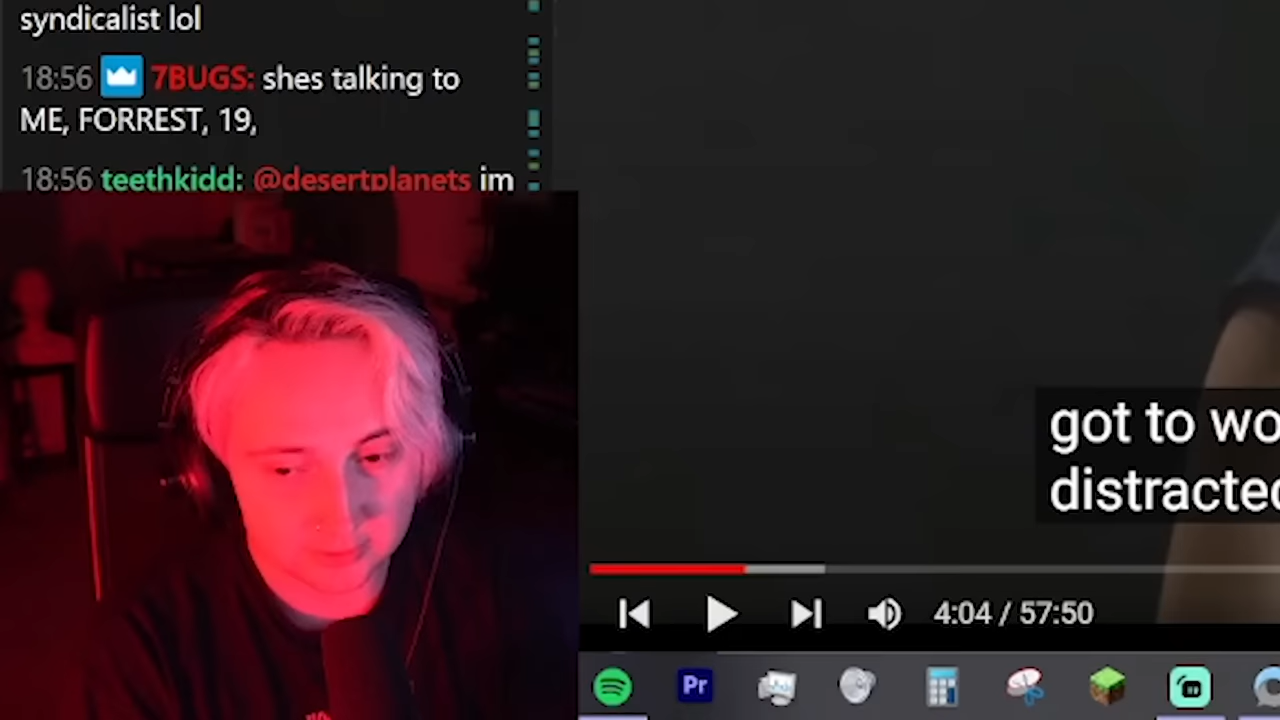 syndicalist lol
18:56 7BUGS: shes talking to
ME, FORREST, 19,
18:56 teethkidd: @desertplanets im
got to wo
distracted
4:04 / 57:50
Pr